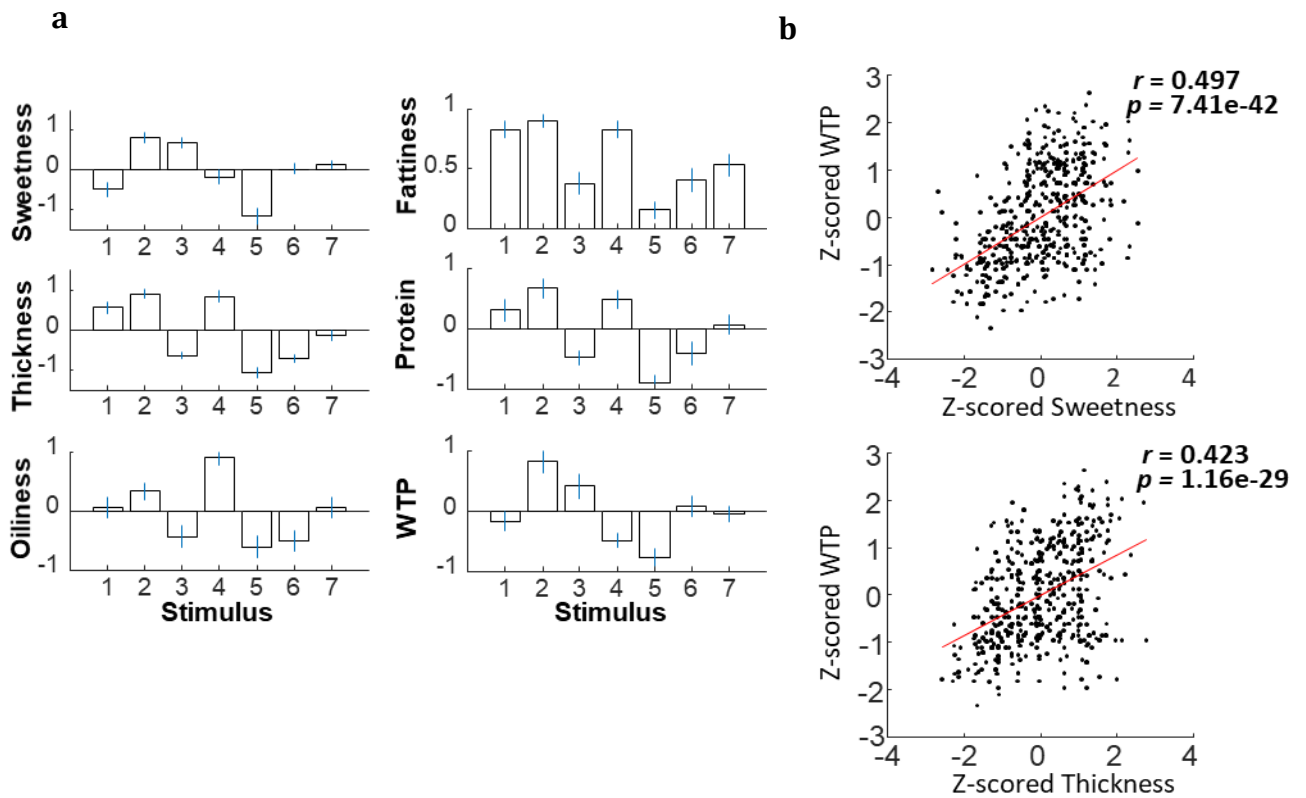 a
Sweetness
1
0
-1
1 2 3 4 5 6 7
Fattiness
1
0.5
0
1 2 3 4 5 6 7
Thickness
1
0
-1
1 2 3 4 5 6 7
Protein
1
0
-1
1 2 3 4 5 6 7
Oiliness
1
0
-1
1 2 3 4 5 6 7
Stimulus
WTP
1
0
-1
1 2 3 4 5 6 7
Stimulus
b
r = 0.497
p = 7.41e-42
Z-scored WTP
3
2
1
0
-1
-2
-3
-4 -2 0 2 4
Z-scored Sweetness
r = 0.423
p = 1.16e-29
Z-scored WTP
3
2
1
0
-1
-2
-3
-4 -2 0 2 4
Z-scored Thickness